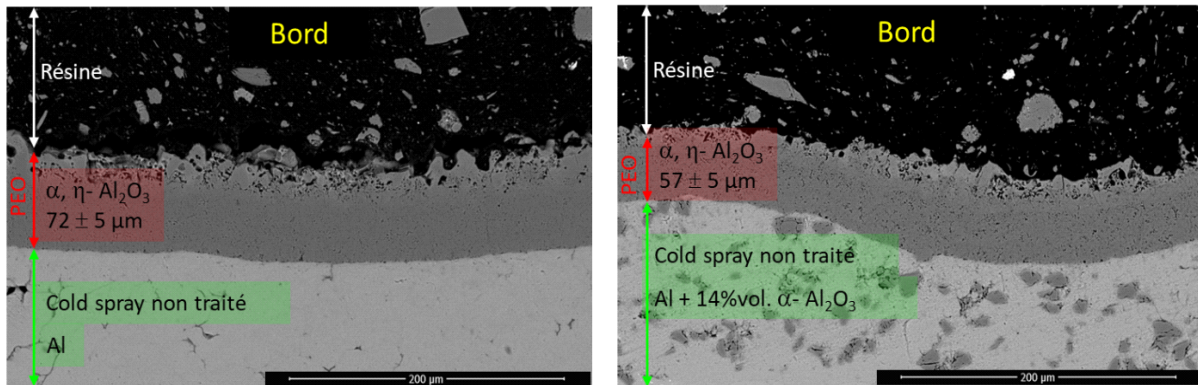 Bord
Résine
PEO
α, η- Al₂O₃
72 ± 5 µm
Cold spray non traité
Al
200 µm
Bord
Résine
PEO
α, η- Al₂O₃
57 ± 5 µm
Cold spray non traité
Al + 14%vol. α- Al₂O₃
200 µm